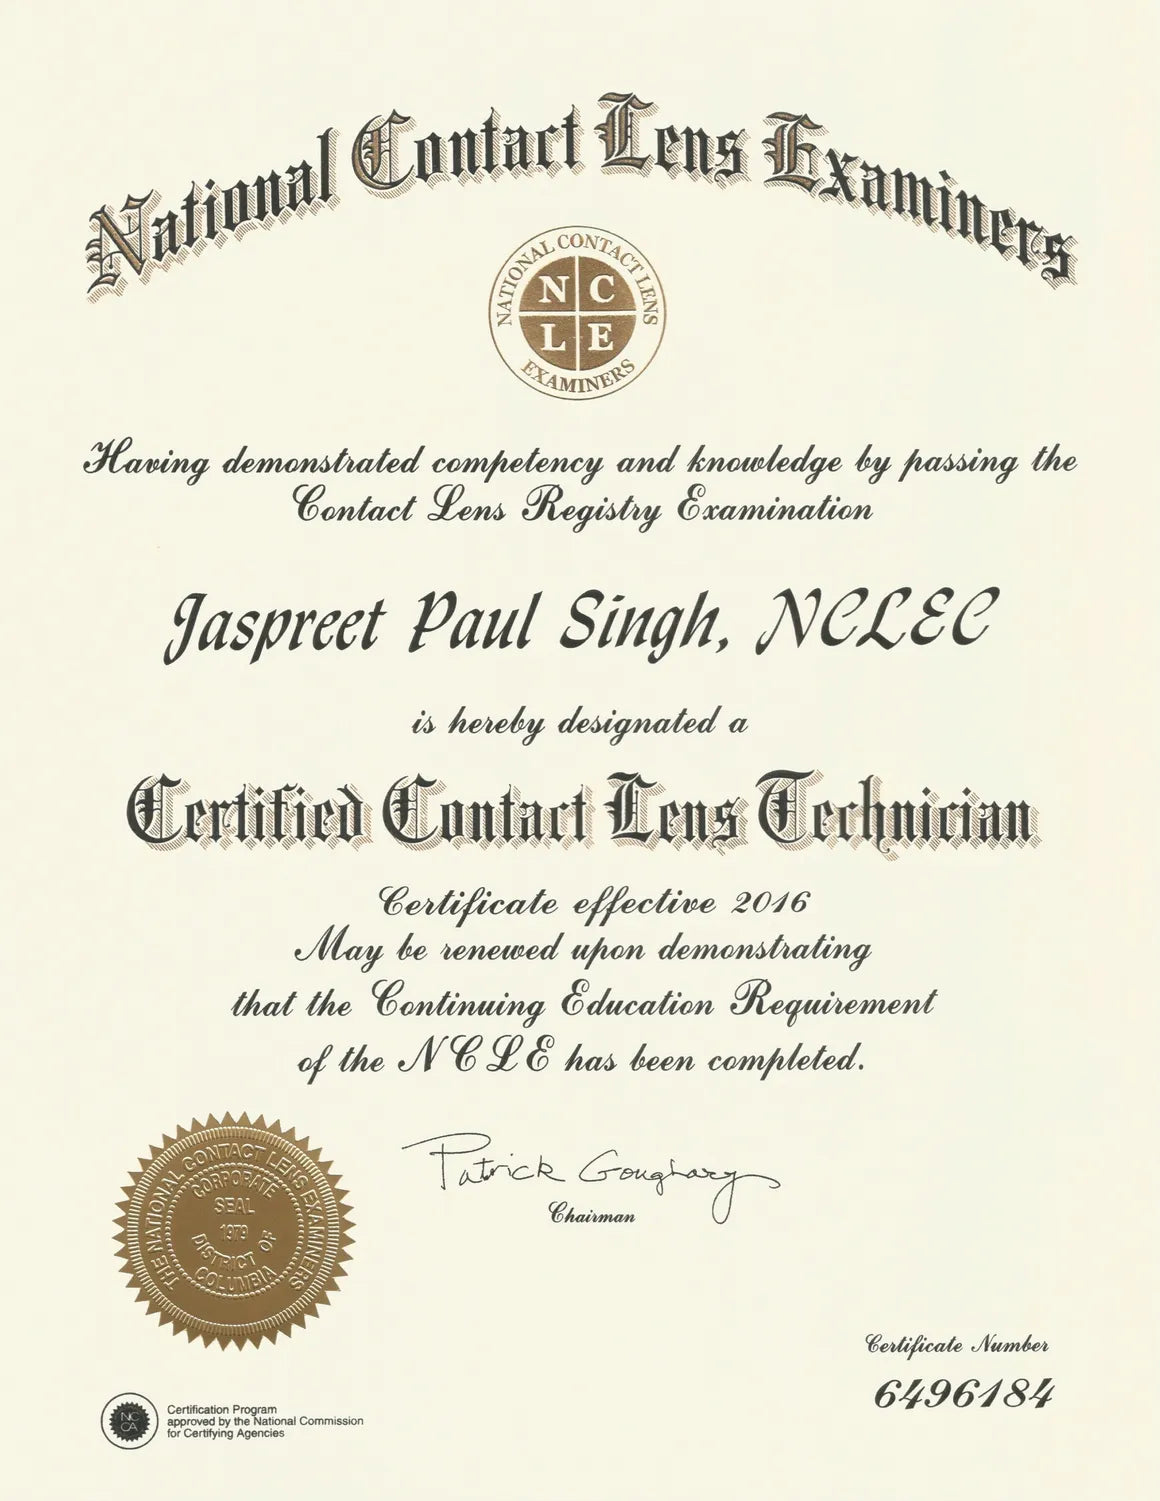 National Contact Lens Examiners
NATIONAL CONTACT LENS
N C
L E
EXAMINERS
Having demonstrated competency and knowledge by passing the
Contact Lens Registry Examination
Jaspreet Paul Singh, NCLEC
is hereby designated a
Certified Contact Lens Technician
Certificate effective 2016
May be renewed upon demonstrating
that the Continuing Education Requirement
of the NCLE has been completed.
THE NATIONAL CONTACT LENS EXAMINERS
CORPORATE
SEAL
1979
DISTRICT OF
COLUMBIA
Patrick Goughary
Chairman
Certificate Number
6496184
NC
CA
Certification Program
approved by the National Commission
for Certifying Agencies